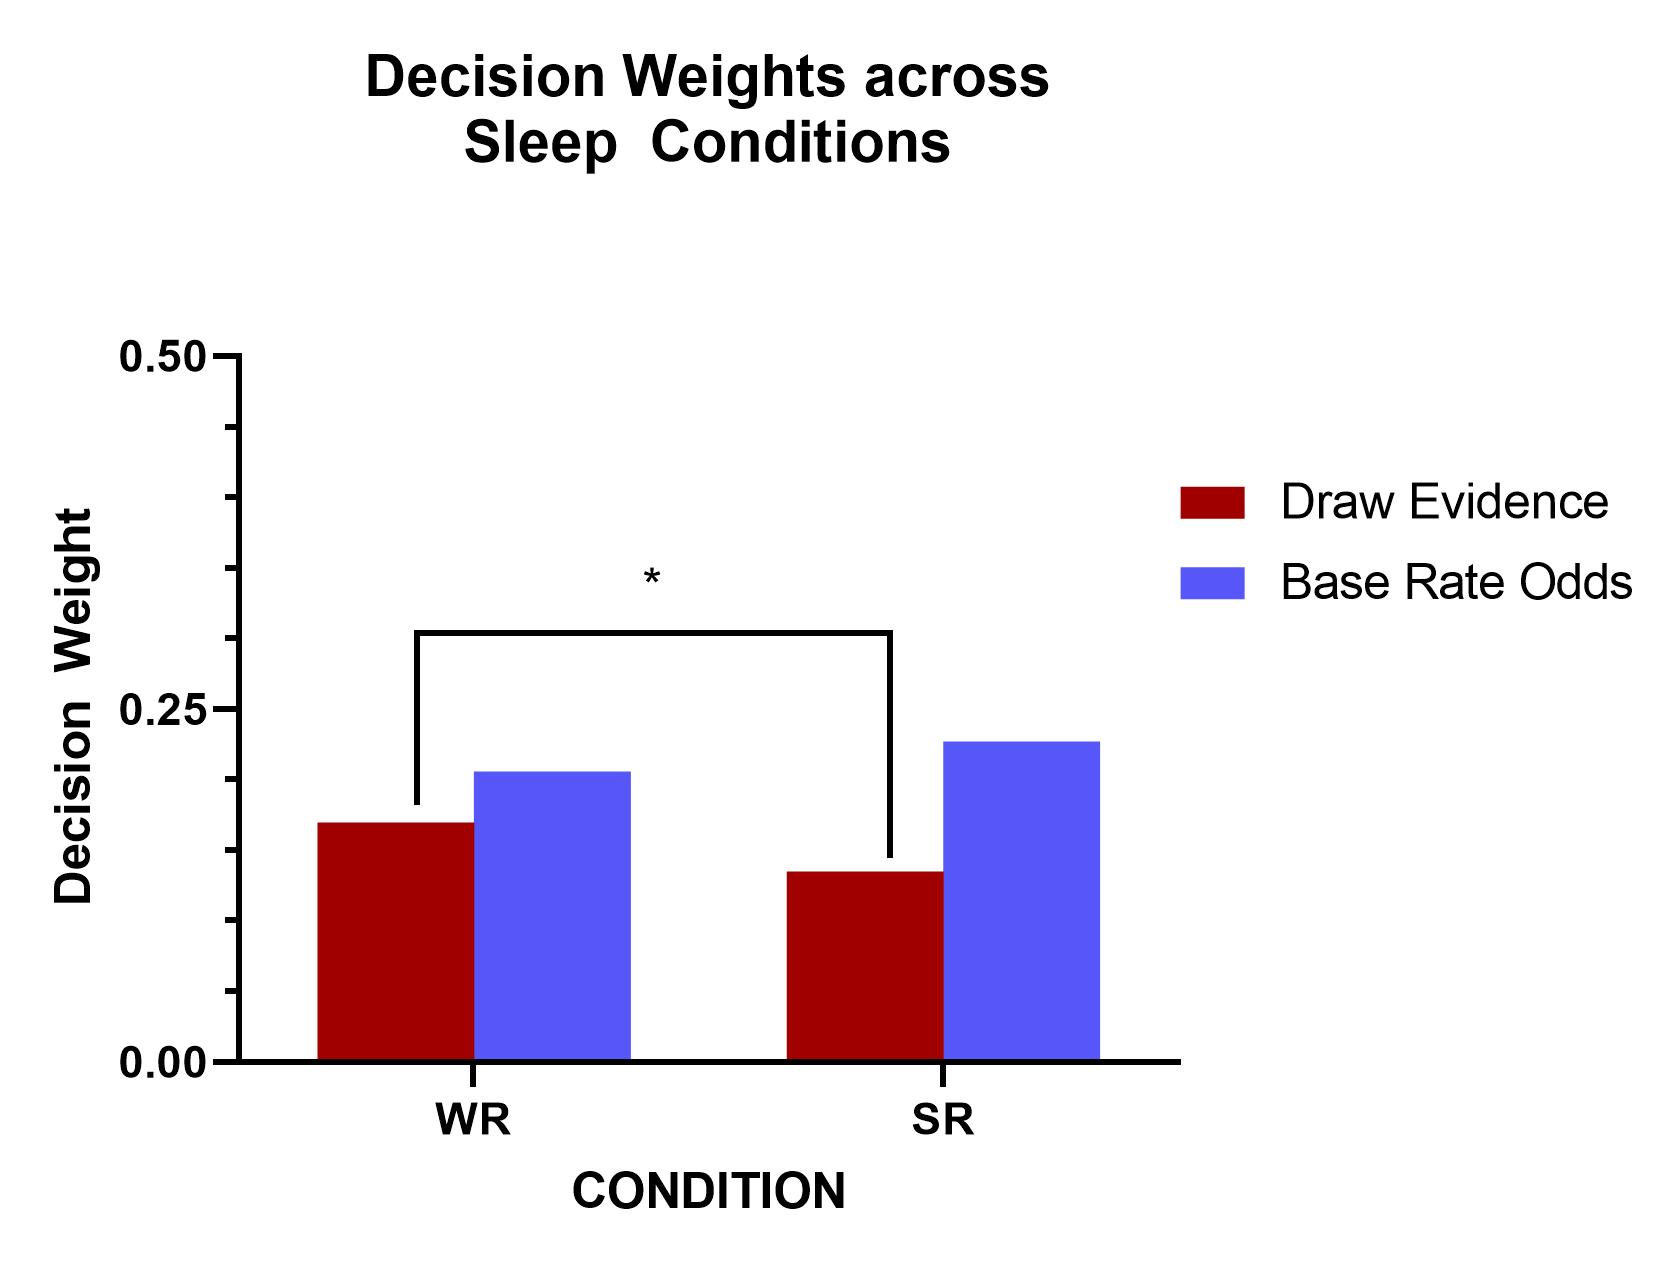 Decision Weights across
Sleep  Conditions
0.50
0.25
0.00
Decision  Weight
*
Draw Evidence
Base Rate Odds
WR
SR
CONDITION